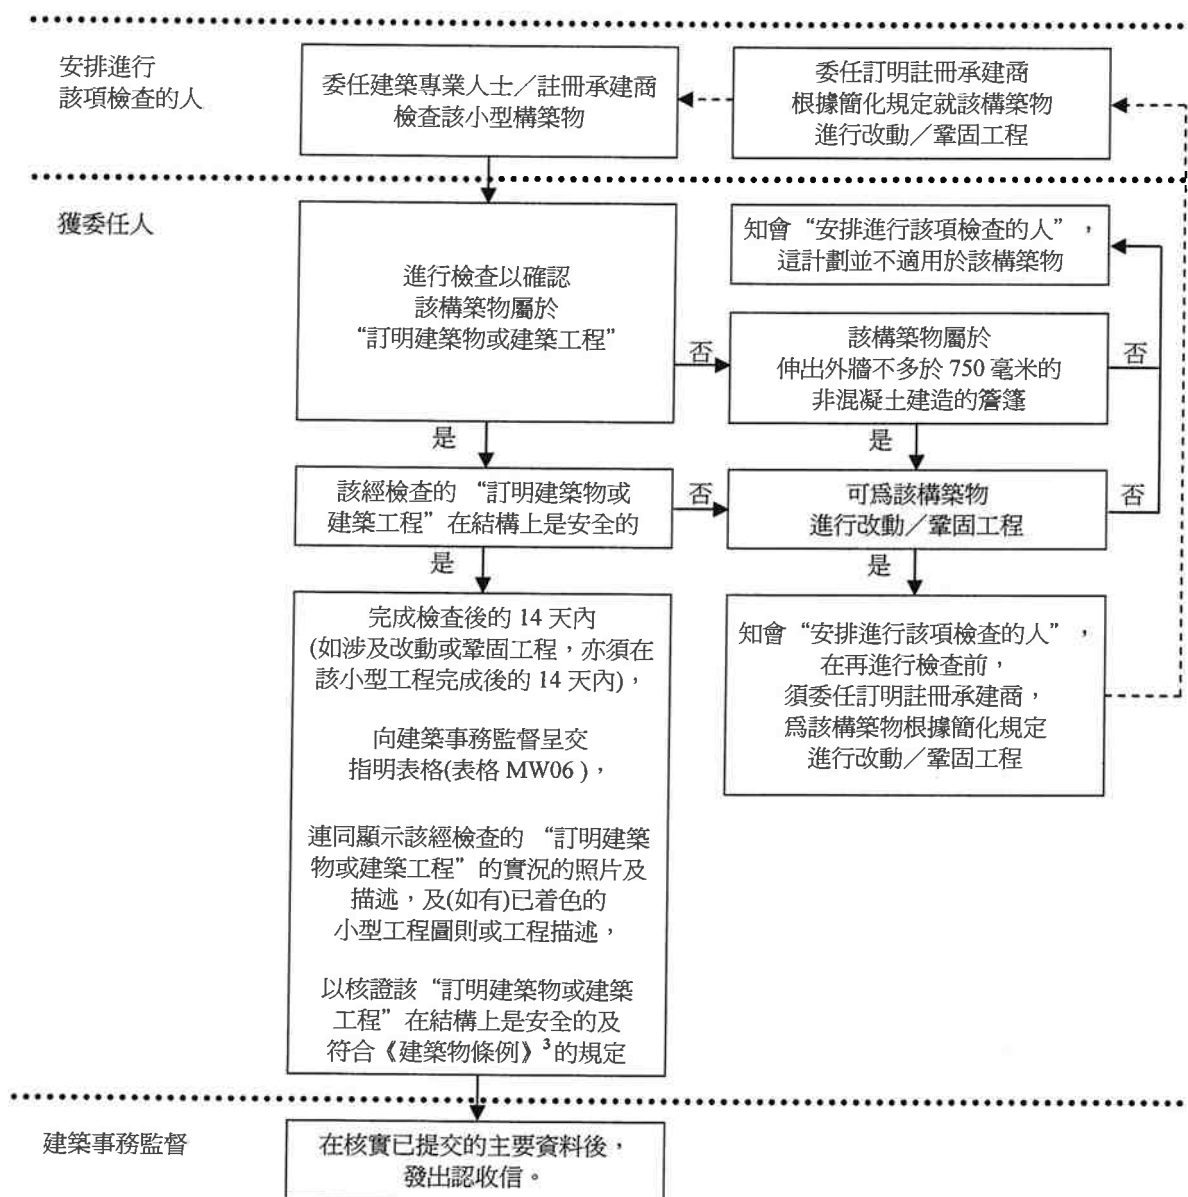 安排進行
該項檢查的人
委任建築專業人士／註冊承建商
檢查該小型構築物
委任訂明註冊承建商
根據簡化規定就該構築物
進行改動／鞏固工程
獲委任人
進行檢查以確認
該構築物屬於
“訂明建築物或建築工程”
知會“安排進行該項檢查的人”，
這計劃並不適用於該構築物
否
該構築物屬於
伸出外牆不多於 750 毫米的
非混凝土建造的簷篷
否
是
是
該經檢查的 “訂明建築物或
建築工程”在結構上是安全的
否
可為該構築物
進行改動／鞏固工程
否
是
是
完成檢查後的 14 天內
(如涉及改動或鞏固工程，亦須在
該小型工程完成後的 14 天內)，
向建築事務監督呈交
指明表格(表格 MW06 )，
連同顯示該經檢查的 “訂明建築
物或建築工程”的實況的照片及
描述，及(如有)已着色的
小型工程圖則或工程描述，
以核證該“訂明建築物或建築
工程”在結構上是安全的及
符合《建築物條例》3的規定
知會“安排進行該項檢查的人”，
在再進行檢查前，
須委任訂明註冊承建商，
為該構築物根據簡化規定
進行改動／鞏固工程
建築事務監督
在核實已提交的主要資料後，
發出認收信。